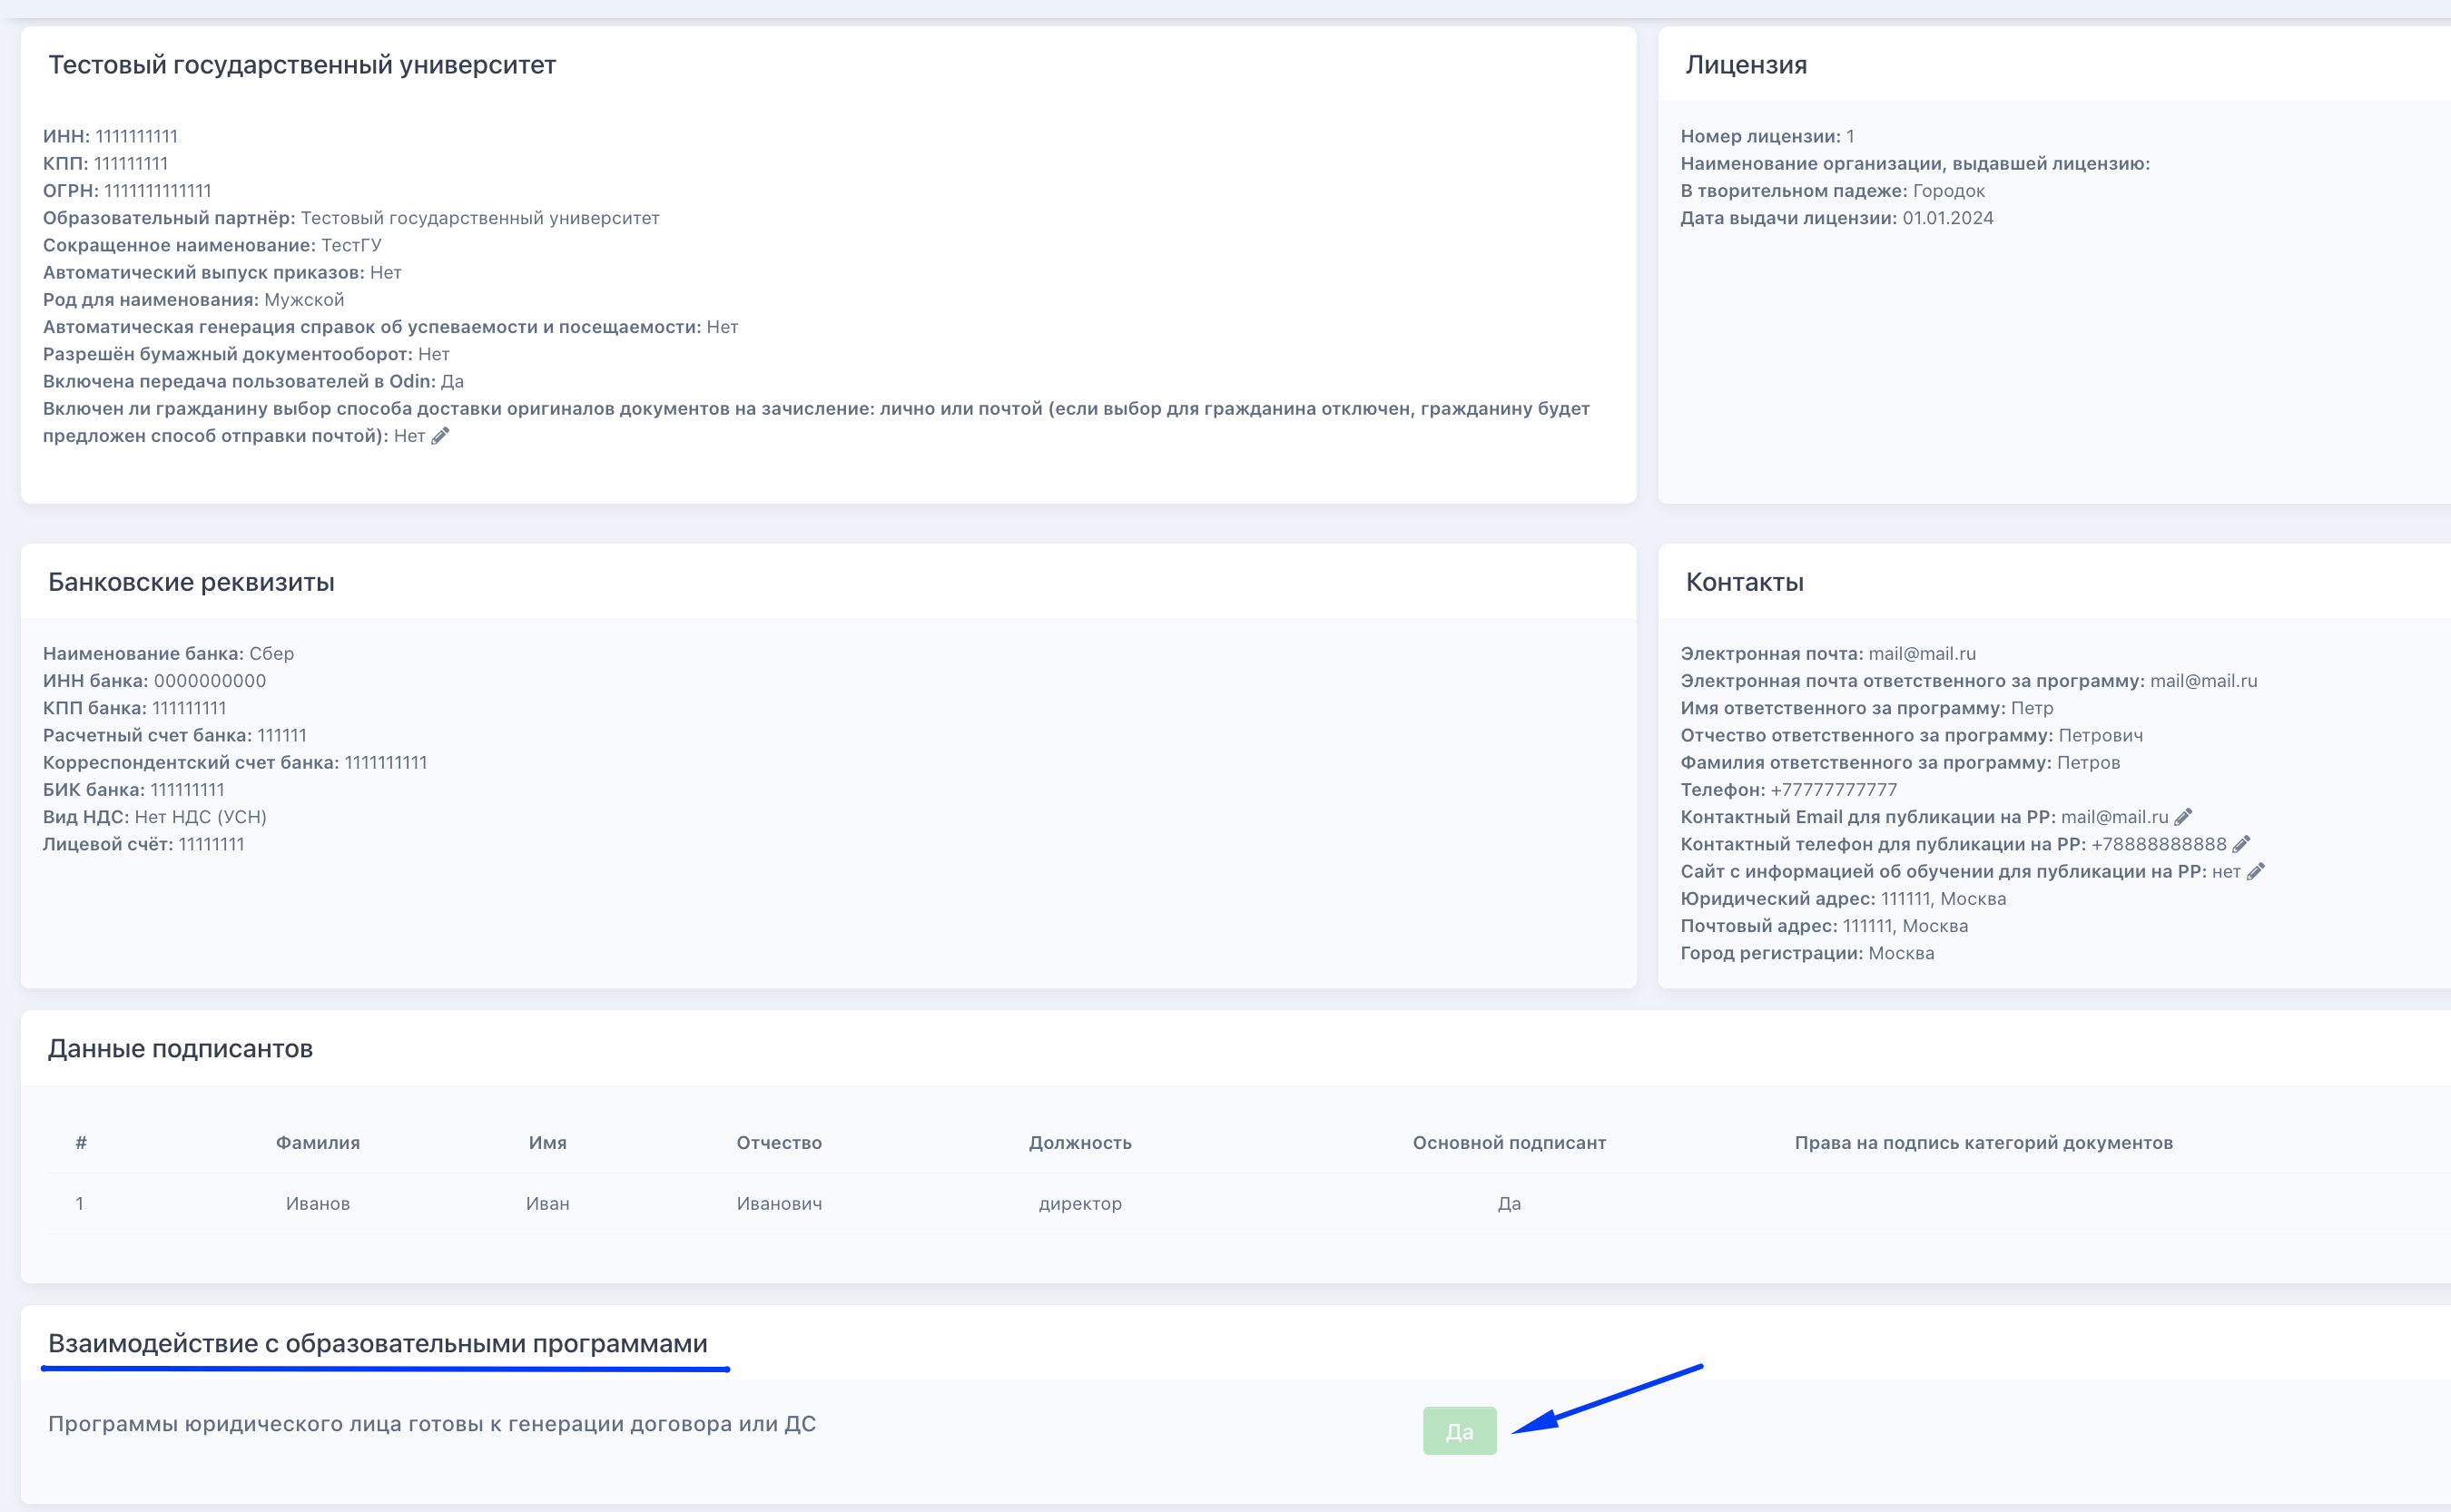 Тестовый государственный университет
ИНН: 1111111111
КПП: 111111111
ОГРН: 1111111111111
Образовательный партнёр: Тестовый государственный университет
Сокращенное наименование: ТестГУ
Автоматический выпуск приказов: Нет
Род для наименования: Мужской
Автоматическая генерация справок об успеваемости и посещаемости: Нет
Разрешён бумажный документооборот: Нет
Включена передача пользователей в Odin: Да
Включен ли гражданину выбор способа доставки оригиналов документов на зачисление: лично или почтой (если выбор для гражданина отключен, гражданину будет
предложен способ отправки почтой): Нет
Лицензия
Номер лицензии: 1
Наименование организации, выдавшей лицензию:
В творительном падеже: Городок
Дата выдачи лицензии: 01.01.2024
Банковские реквизиты
Наименование банка: Сбер
ИНН банка: 0000000000
КПП банка: 111111111
Расчетный счет банка: 111111
Корреспондентский счет банка: 1111111111
БИК банка: 111111111
Вид НДС: Нет НДС (УСН)
Лицевой счёт: 11111111
Контакты
Электронная почта: mail@mail.ru
Электронная почта ответственного за программу: mail@mail.ru
Имя ответственного за программу: Петр
Отчество ответственного за программу: Петрович
Фамилия ответственного за программу: Петров
Телефон: +77777777777
Контактный Email для публикации на РР: mail@mail.ru
Контактный телефон для публикации на РР: +78888888888
Сайт с информацией об обучении для публикации на РР: нет
Юридический адрес: 111111, Москва
Почтовый адрес: 111111, Москва
Город регистрации: Москва
Данные подписантов
# Фамилия Имя Отчество Должность Основной подписант Права на подпись категорий документов
1 Иванов Иван Иванович директор Да
Взаимодействие с образовательными программами
Программы юридического лица готовы к генерации договора или ДС Да